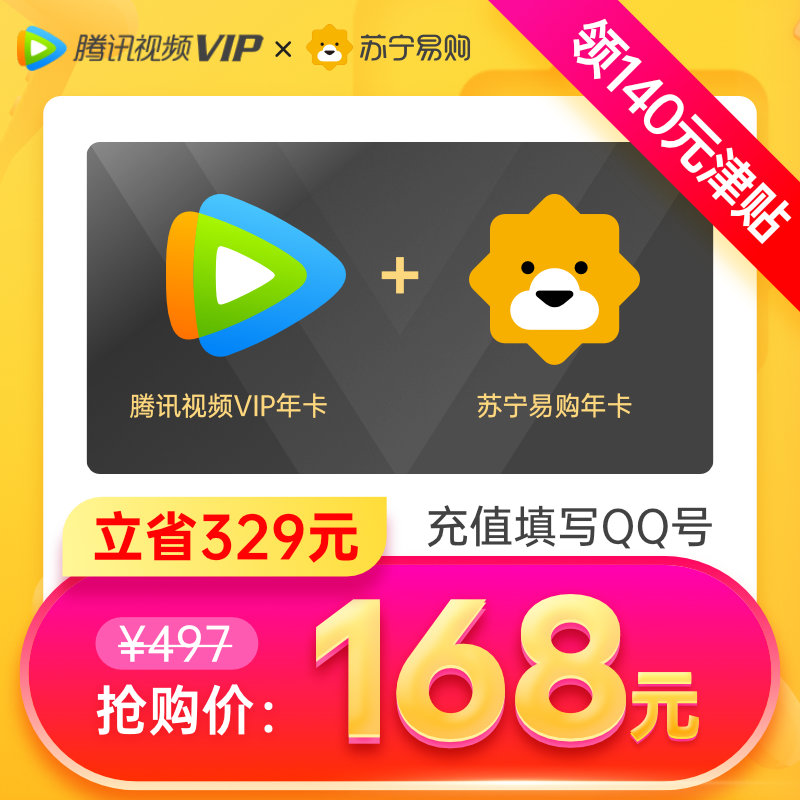 腾讯视频VIP × 苏宁易购
领140元津贴
+
腾讯视频VIP年卡
苏宁易购年卡
立省329元
充值填写QQ号
¥497
抢购价：
168元